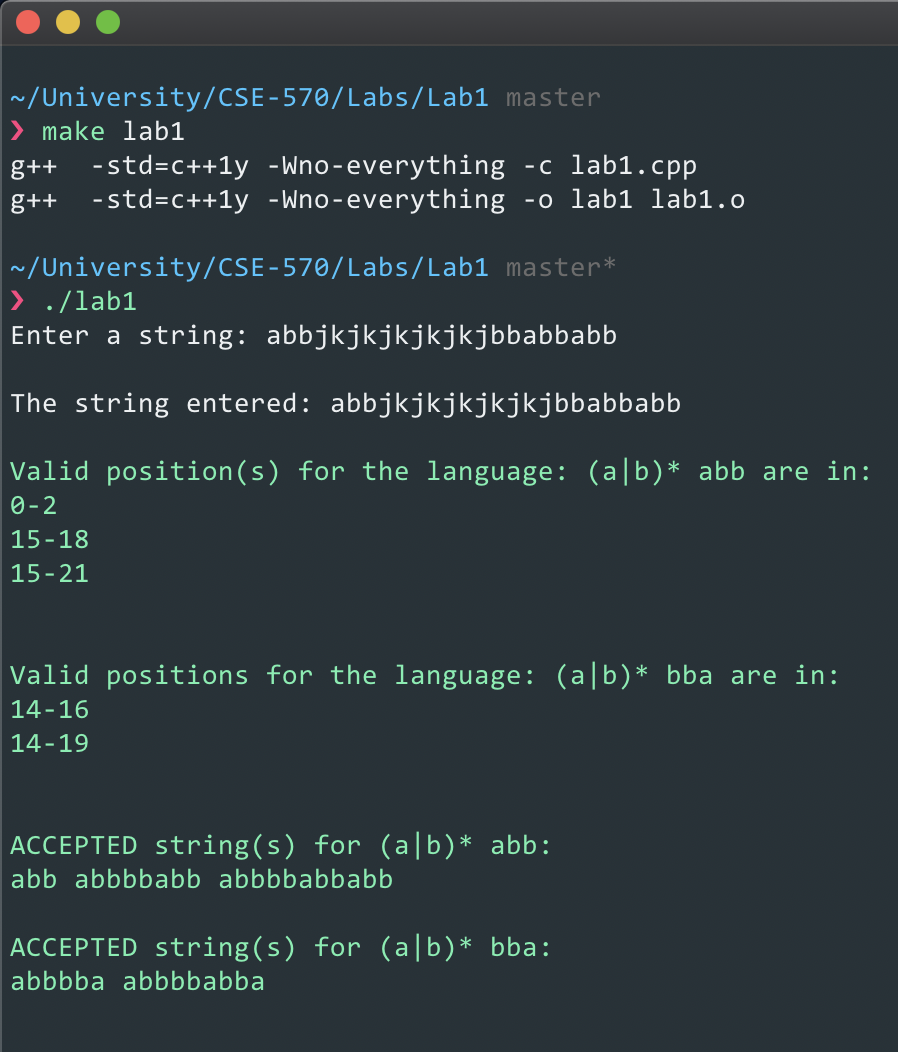 ~/University/CSE-570/Labs/Lab1 master
❯ make lab1
g++  -std=c++1y -Wno-everything -c lab1.cpp
g++  -std=c++1y -Wno-everything -o lab1 lab1.o
~/University/CSE-570/Labs/Lab1 master*
❯ ./lab1
Enter a string: abbjkjkjkjkjkjbbabbabb
The string entered: abbjkjkjkjkjkjbbabbabb
Valid position(s) for the language: (a|b)* abb are in:
0-2
15-18
15-21
Valid positions for the language: (a|b)* bba are in:
14-16
14-19
ACCEPTED string(s) for (a|b)* abb:
abb abbbbabb abbbbabbabb
ACCEPTED string(s) for (a|b)* bba:
abbbba abbbbabba